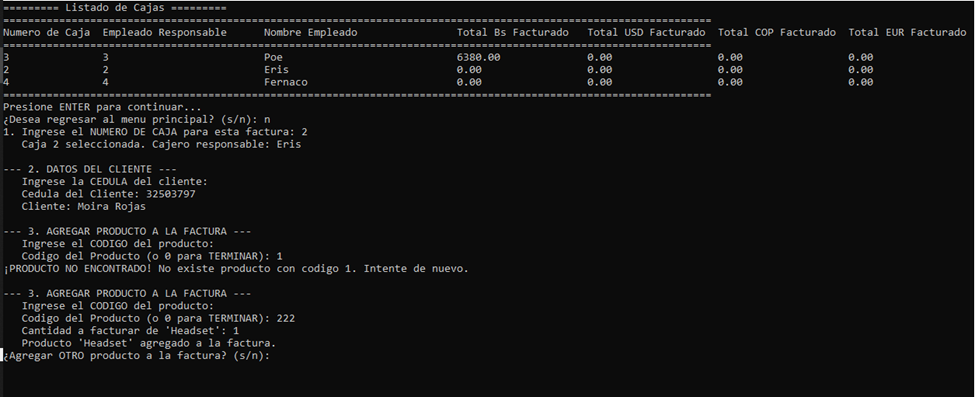 ========= Listado de Cajas =========
==================================================================================================================
Numero de Caja  Empleado Responsable      Nombre Empleado                Total Bs Facturado   Total USD Facturado  Total COP Facturado  Total EUR Facturado
==================================================================================================================
3               3                         Poe                            6380.00              0.00                 0.00                 0.00
2               2                         Eris                           0.00                 0.00                 0.00                 0.00
4               4                         Fernaco                        0.00                 0.00                 0.00                 0.00
==================================================================================================================
Presione ENTER para continuar...
¿Desea regresar al menu principal? (s/n): n
1. Ingrese el NUMERO DE CAJA para esta factura: 2
   Caja 2 seleccionada. Cajero responsable: Eris

--- 2. DATOS DEL CLIENTE ---
   Ingrese la CEDULA del cliente:
   Cedula del Cliente: 32503797
   Cliente: Moira Rojas

--- 3. AGREGAR PRODUCTO A LA FACTURA ---
   Ingrese el CODIGO del producto:
   Codigo del Producto (o 0 para TERMINAR): 1
¡PRODUCTO NO ENCONTRADO! No existe producto con codigo 1. Intente de nuevo.

--- 3. AGREGAR PRODUCTO A LA FACTURA ---
   Ingrese el CODIGO del producto:
   Codigo del Producto (o 0 para TERMINAR): 222
   Cantidad a facturar de 'Headset': 1
   Producto 'Headset' agregado a la factura.
¿Agregar OTRO producto a la factura? (s/n):